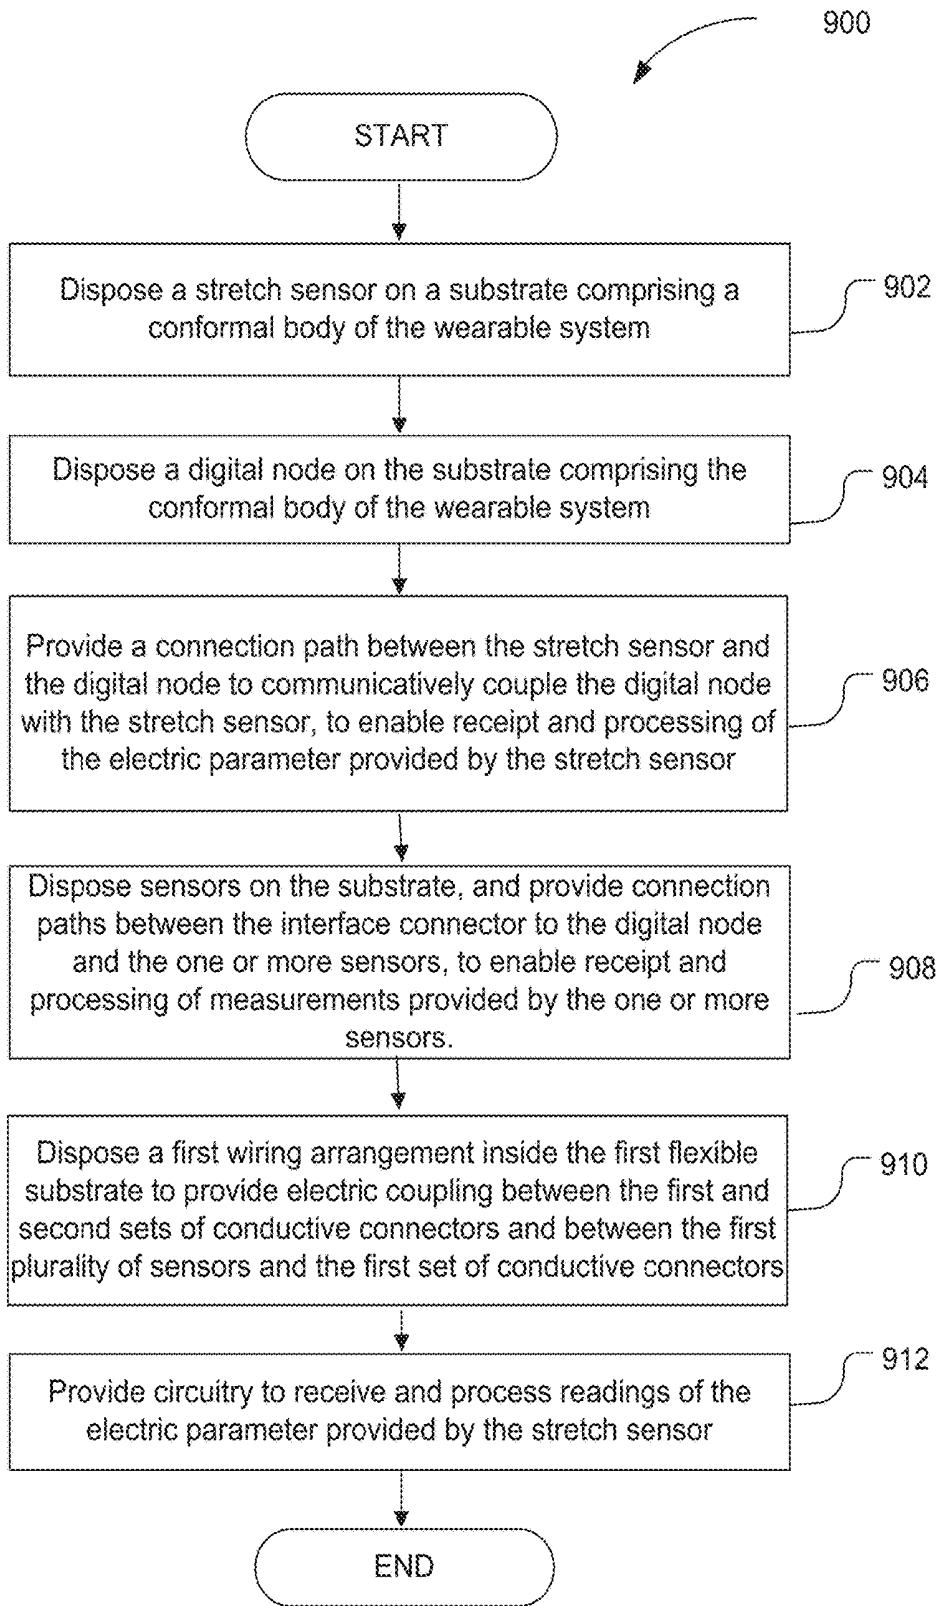 900
START
Dispose a stretch sensor on a substrate comprising a
conformal body of the wearable system
902
Dispose a digital node on the substrate comprising the
conformal body of the wearable system
904
Provide a connection path between the stretch sensor and
the digital node to communicatively couple the digital node
with the stretch sensor, to enable receipt and processing of
the electric parameter provided by the stretch sensor
906
Dispose sensors on the substrate, and provide connection
paths between the interface connector to the digital node
and the one or more sensors, to enable receipt and
processing of measurements provided by the one or more
sensors.
908
Dispose a first wiring arrangement inside the first flexible
substrate to provide electric coupling between the first and
second sets of conductive connectors and between the first
plurality of sensors and the first set of conductive connectors
910
Provide circuitry to receive and process readings of the
electric parameter provided by the stretch sensor
912
END